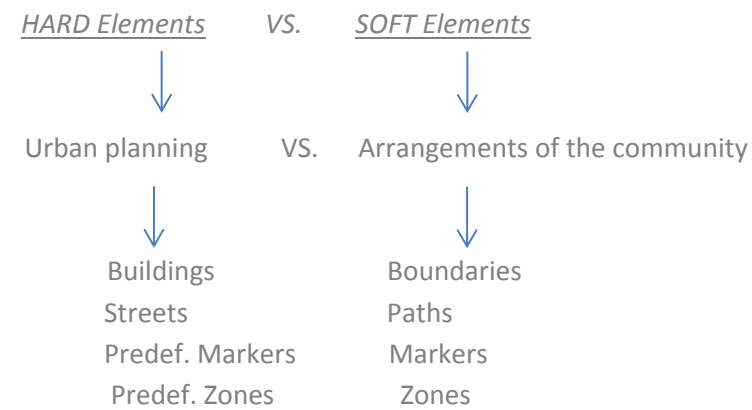 HARD Elements VS. SOFT Elements
Urban planning VS. Arrangements of the community
Buildings Boundaries
Streets Paths
Predef. Markers Markers
Predef. Zones Zones